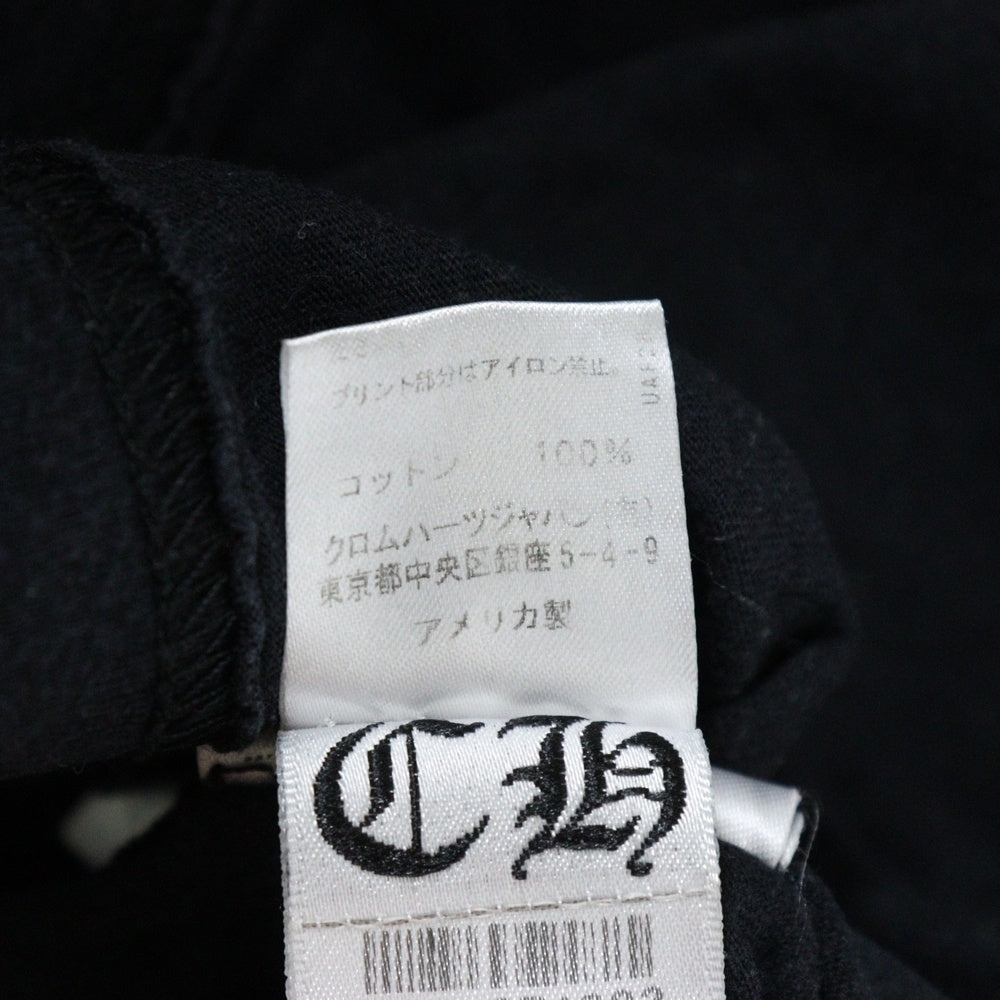 プリント部分はアイロン禁止。
コットン 100%
クロムハーツジャパン(有)
東京都中央区銀座6-4-9
アメリカ製
CH